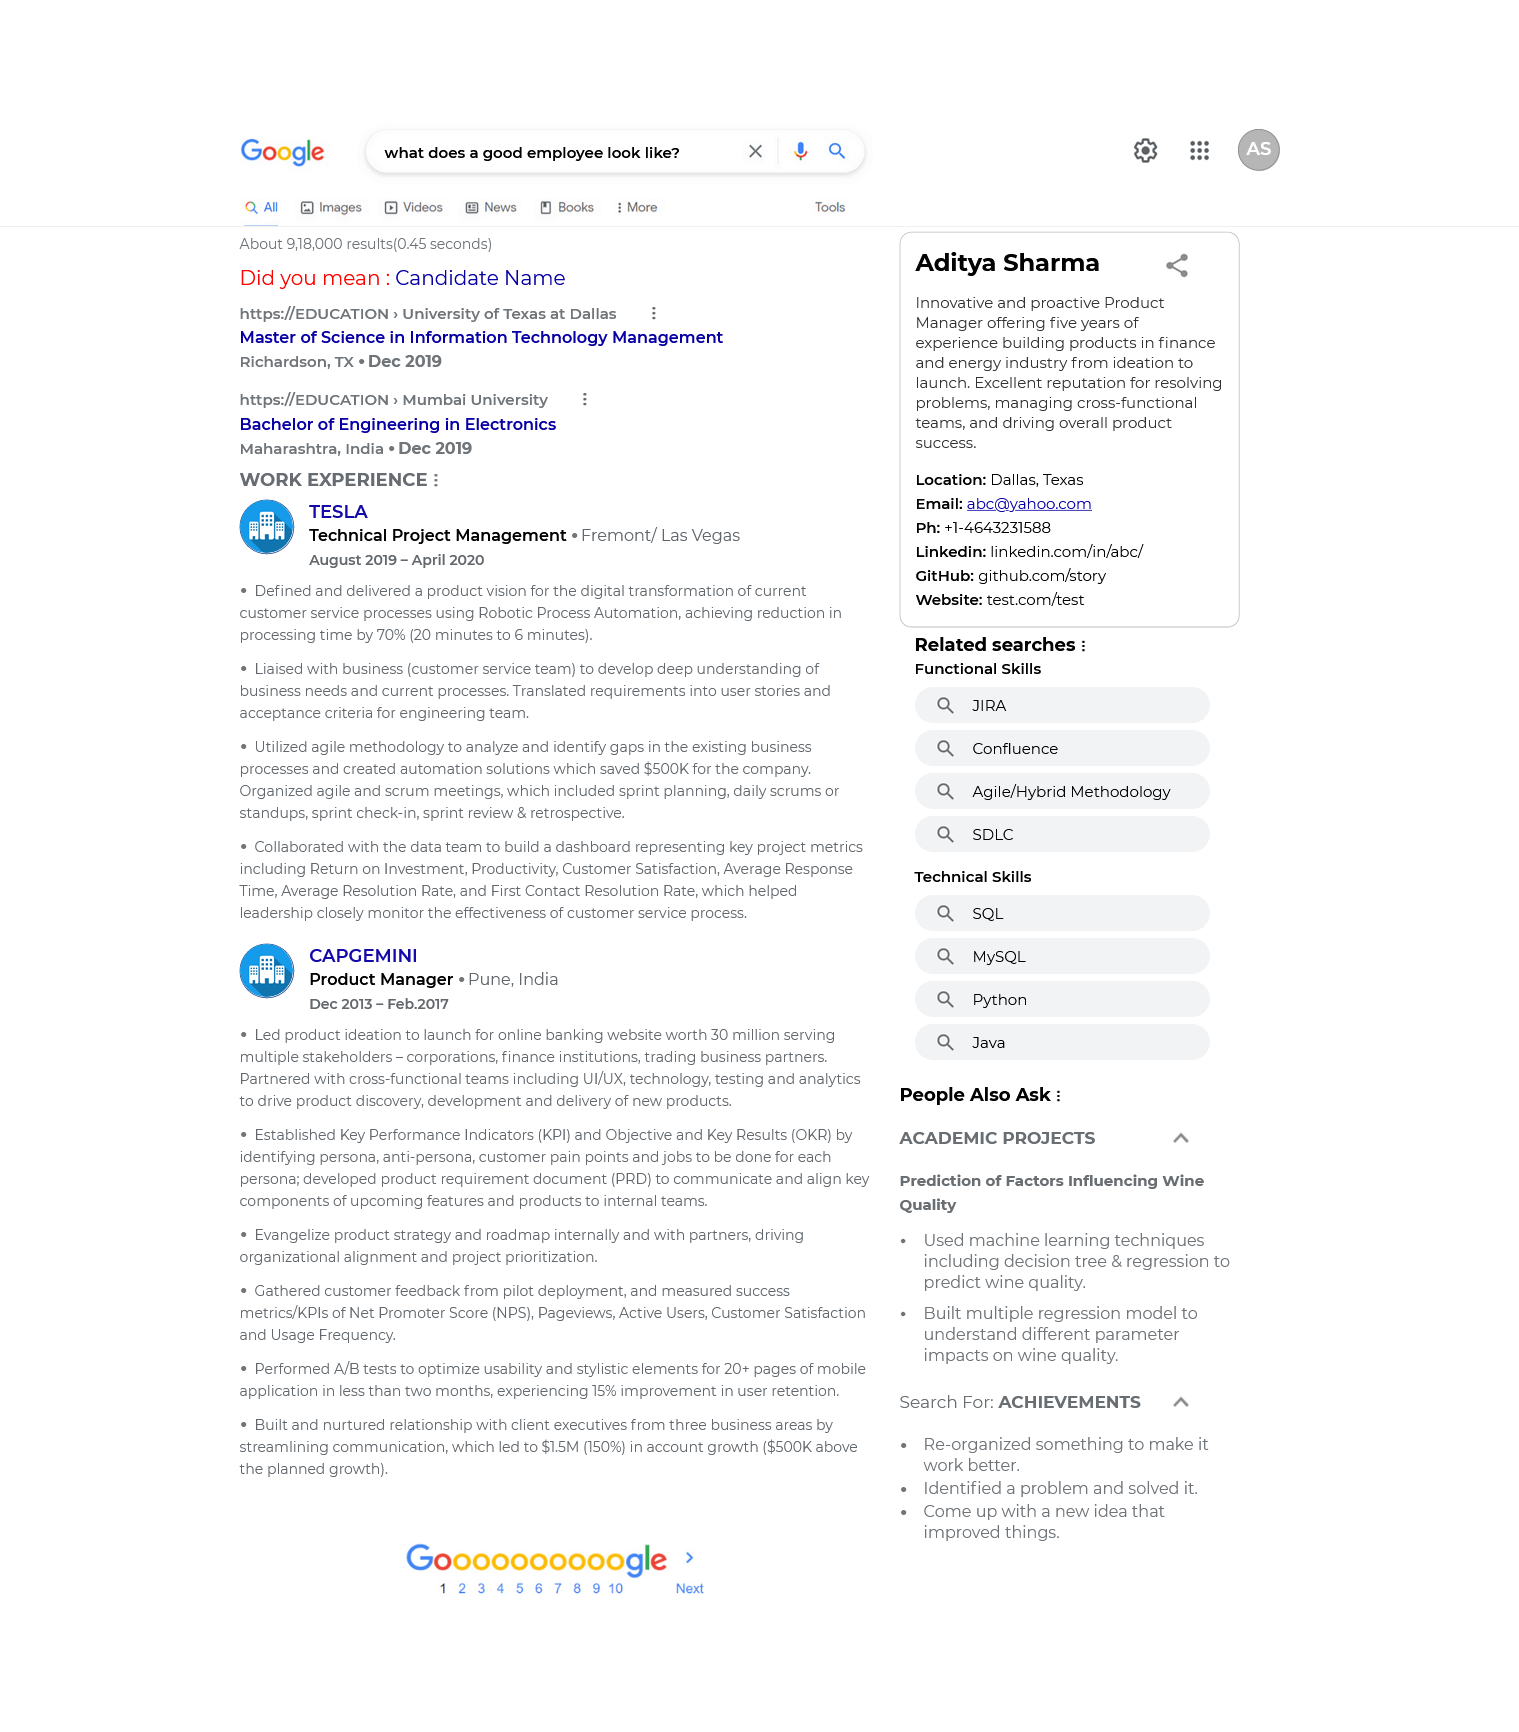 Google
what does a good employee look like?
AS
All
Images
Videos
News
Books
More
Tools
About 9,18,000 results(0.45 seconds)
Did you mean : Candidate Name
https://EDUCATION › University of Texas at Dallas
Master of Science in Information Technology Management
Richardson, TX • Dec 2019
https://EDUCATION › Mumbai University
Bachelor of Engineering in Electronics
Maharashtra, India • Dec 2019
WORK EXPERIENCE
TESLA
Technical Project Management • Fremont/ Las Vegas
August 2019 – April 2020
• Defined and delivered a product vision for the digital transformation of current
customer service processes using Robotic Process Automation, achieving reduction in
processing time by 70% (20 minutes to 6 minutes).
• Liaised with business (customer service team) to develop deep understanding of
business needs and current processes. Translated requirements into user stories and
acceptance criteria for engineering team.
• Utilized agile methodology to analyze and identify gaps in the existing business
processes and created automation solutions which saved $500K for the company.
Organized agile and scrum meetings, which included sprint planning, daily scrums or
standups, sprint check-in, sprint review & retrospective.
• Collaborated with the data team to build a dashboard representing key project metrics
including Return on Investment, Productivity, Customer Satisfaction, Average Response
Time, Average Resolution Rate, and First Contact Resolution Rate, which helped
leadership closely monitor the effectiveness of customer service process.
CAPGEMINI
Product Manager • Pune, India
Dec 2013 – Feb.2017
• Led product ideation to launch for online banking website worth 30 million serving
multiple stakeholders – corporations, finance institutions, trading business partners.
Partnered with cross-functional teams including UI/UX, technology, testing and analytics
to drive product discovery, development and delivery of new products.
• Established Key Performance Indicators (KPI) and Objective and Key Results (OKR) by
identifying persona, anti-persona, customer pain points and jobs to be done for each
persona; developed product requirement document (PRD) to communicate and align key
components of upcoming features and products to internal teams.
• Evangelize product strategy and roadmap internally and with partners, driving
organizational alignment and project prioritization.
• Gathered customer feedback from pilot deployment, and measured success
metrics/KPIs of Net Promoter Score (NPS), Pageviews, Active Users, Customer Satisfaction
and Usage Frequency.
• Performed A/B tests to optimize usability and stylistic elements for 20+ pages of mobile
application in less than two months, experiencing 15% improvement in user retention.
• Built and nurtured relationship with client executives from three business areas by
streamlining communication, which led to $1.5M (150%) in account growth ($500K above
the planned growth).
Aditya Sharma
Innovative and proactive Product
Manager offering five years of
experience building products in finance
and energy industry from ideation to
launch. Excellent reputation for resolving
problems, managing cross-functional
teams, and driving overall product
success.
Location: Dallas, Texas
Email: abc@yahoo.com
Ph: +1-4643231588
Linkedin: linkedin.com/in/abc/
GitHub: github.com/story
Website: test.com/test
Related searches
Functional Skills
JIRA
Confluence
Agile/Hybrid Methodology
SDLC
Technical Skills
SQL
MySQL
Python
Java
People Also Ask
ACADEMIC PROJECTS
Prediction of Factors Influencing Wine
Quality
• Used machine learning techniques
including decision tree & regression to
predict wine quality.
• Built multiple regression model to
understand different parameter
impacts on wine quality.
Search For: ACHIEVEMENTS
• Re-organized something to make it
work better.
• Identified a problem and solved it.
• Come up with a new idea that
improved things.
Goooooooooogle
1 2 3 4 5 6 7 8 9 10 Next